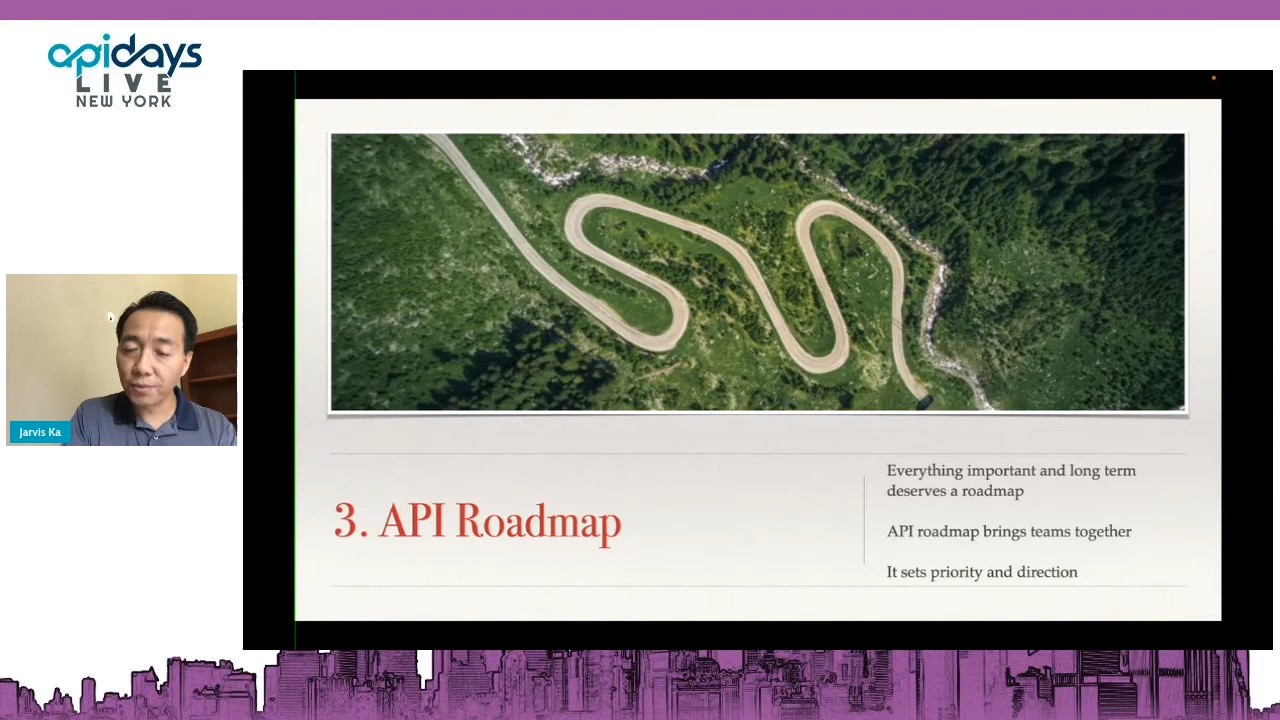 apidays
LIVE
NEW YORK
Jarvis Ka
3. API Roadmap
Everything important and long term
deserves a roadmap
API roadmap brings teams together
It sets priority and direction